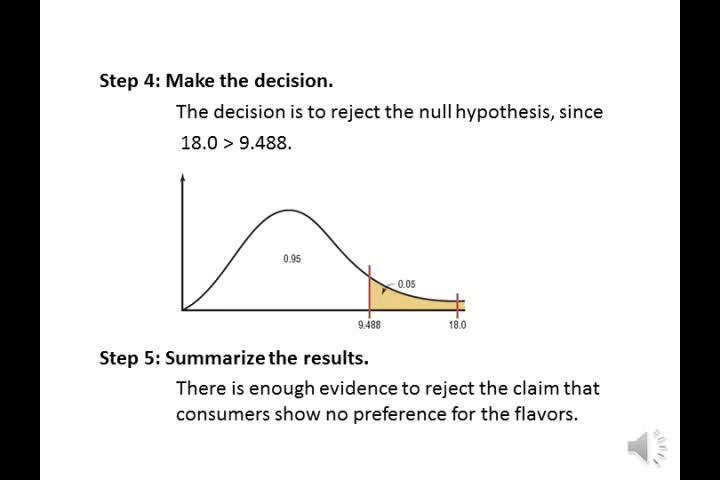 Step 4: Make the decision.
The decision is to reject the null hypothesis, since
18.0 > 9.488.
0.95
0.05
9.488
18.0
Step 5: Summarize the results.
There is enough evidence to reject the claim that
consumers show no preference for the flavors.